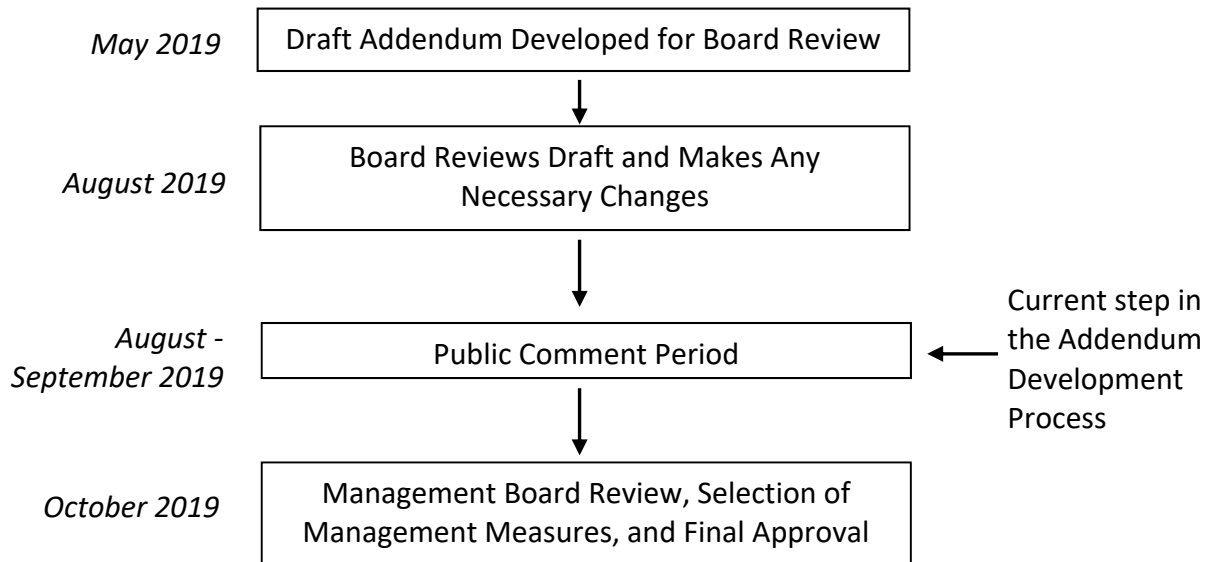 May 2019
Draft Addendum Developed for Board Review
August 2019
Board Reviews Draft and Makes Any
Necessary Changes
August -
September 2019
Public Comment Period
Current step in
the Addendum
Development
Process
October 2019
Management Board Review, Selection of
Management Measures, and Final Approval